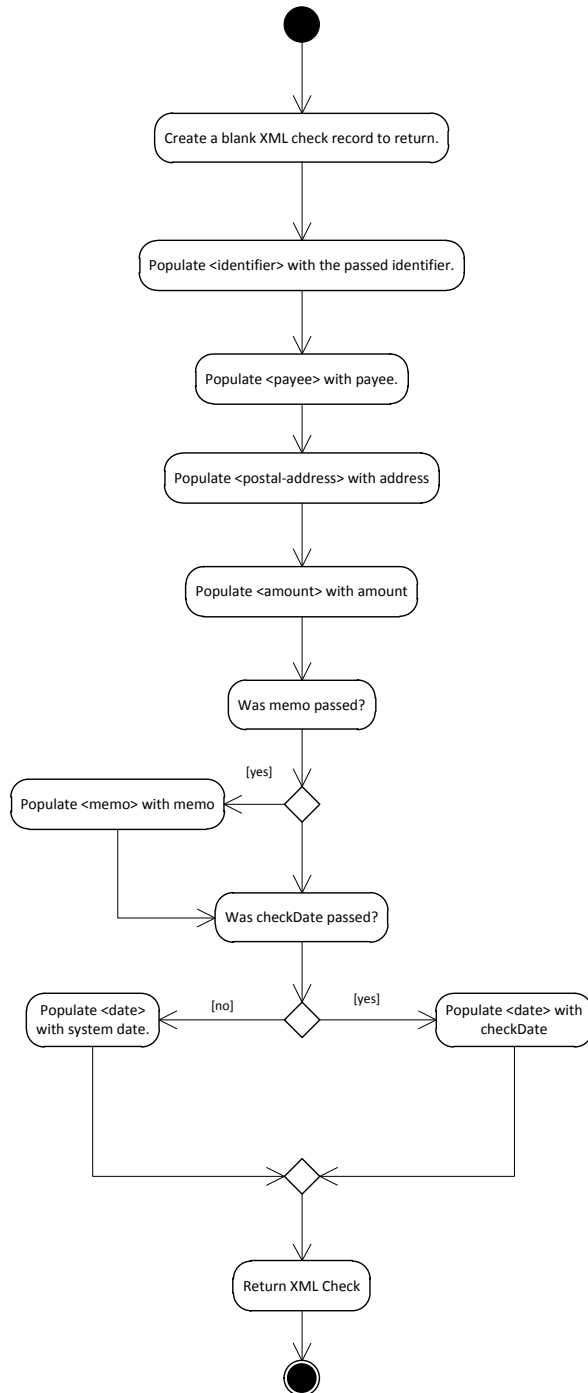 Create a blank XML check record to return.
Populate <identifier> with the passed identifier.
Populate <payee> with payee.
Populate <postal-address> with address
Populate <amount> with amount
Was memo passed?
[yes]
Populate <memo> with memo
Was checkDate passed?
[no]
[yes]
Populate <date>
with system date.
Populate <date> with
checkDate
Return XML Check